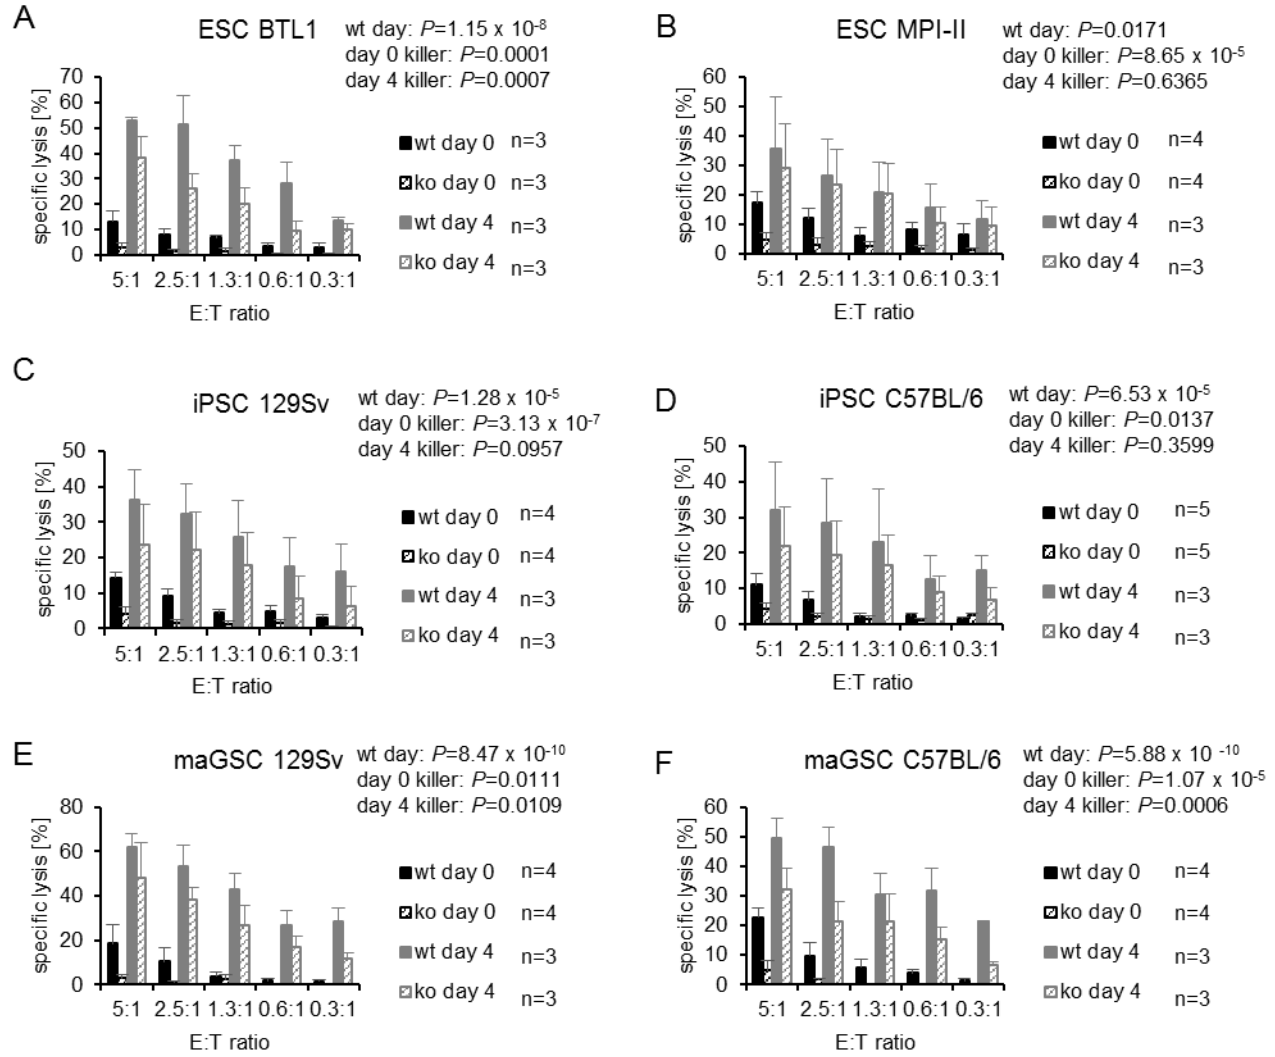 A
ESC BTL1
wt day: P=1.15 x 10-8
day 0 killer: P=0.0001
day 4 killer: P=0.0007
specific lysis [%]
70
60
50
40
30
20
10
0
5:1 2.5:1 1.3:1 0.6:1 0.3:1
E:T ratio
wt day 0 n=3
ko day 0 n=3
wt day 4 n=3
ko day 4 n=3
B
ESC MPI-II
wt day: P=0.0171
day 0 killer: P=8.65 x 10-5
day 4 killer: P=0.6365
specific lysis [%]
60
50
40
30
20
10
0
5:1 2.5:1 1.3:1 0.6:1 0.3:1
E:T ratio
wt day 0 n=4
ko day 0 n=4
wt day 4 n=3
ko day 4 n=3
C
iPSC 129Sv
wt day: P=1.28 x 10-5
day 0 killer: P=3.13 x 10-7
day 4 killer: P=0.0957
specific lysis [%]
50
40
30
20
10
0
5:1 2.5:1 1.3:1 0.6:1 0.3:1
E:T ratio
wt day 0 n=4
ko day 0 n=4
wt day 4 n=3
ko day 4 n=3
D
iPSC C57BL/6
wt day: P=6.53 x 10-5
day 0 killer: P=0.0137
day 4 killer: P=0.3599
specific lysis [%]
50
40
30
20
10
0
5:1 2.5:1 1.3:1 0.6:1 0.3:1
E:T ratio
wt day 0 n=5
ko day 0 n=5
wt day 4 n=3
ko day 4 n=3
E
maGSC 129Sv
wt day: P=8.47 x 10-10
day 0 killer: P=0.0111
day 4 killer: P=0.0109
specific lysis [%]
80
60
40
20
0
5:1 2.5:1 1.3:1 0.6:1 0.3:1
E:T ratio
wt day 0 n=4
ko day 0 n=4
wt day 4 n=3
ko day 4 n=3
F
maGSC C57BL/6
wt day: P=5.88 x 10 -10
day 0 killer: P=1.07 x 10-5
day 4 killer: P=0.0006
specific lysis [%]
60
50
40
30
20
10
0
5:1 2.5:1 1.3:1 0.6:1 0.3:1
E:T ratio
wt day 0 n=4
ko day 0 n=4
wt day 4 n=3
ko day 4 n=3